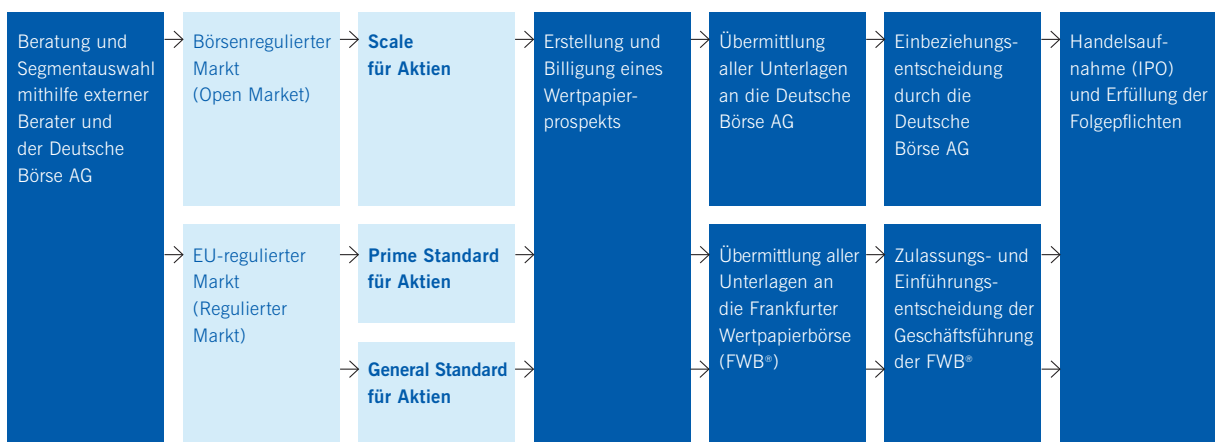 Beratung und
Segmentauswahl
mithilfe externer
Berater und
der Deutsche
Börse AG
Börsenregulierter
Markt
(Open Market)
Scale
für Aktien
Erstellung und
Billigung eines
Wertpapier-
prospekts
Übermittlung
aller Unterlagen
an die Deutsche
Börse AG
Einbeziehungs-
entscheidung
durch die
Deutsche
Börse AG
Handelsauf-
nahme (IPO)
und Erfüllung der
Folgepflichten
EU-regulierter
Markt
(Regulierter
Markt)
Prime Standard
für Aktien
General Standard
für Aktien
Übermittlung aller
Unterlagen an
die Frankfurter
Wertpapierbörse
(FWB®)
Zulassungs- und
Einführungs-
entscheidung der
Geschäftsführung
der FWB®